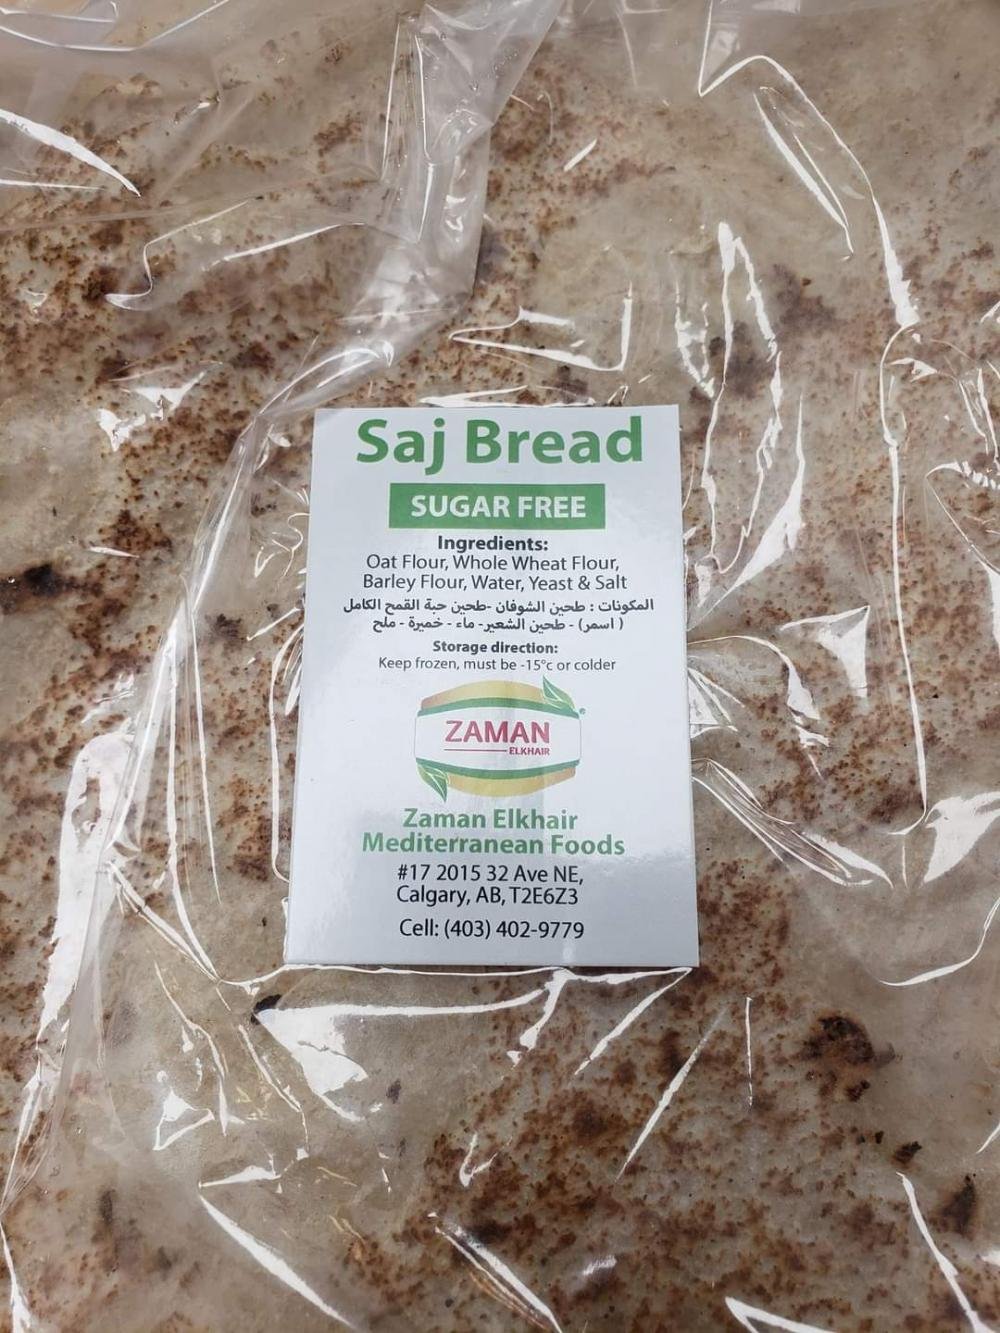 Saj Bread
SUGAR FREE
Ingredients:
Oat Flour, Whole Wheat Flour,
Barley Flour, Water, Yeast & Salt
المكونات : طحين الشوفان -طحين حبة القمح الكامل
( اسمر) - طحين الشعير- ماء - خميرة - ملح
Storage direction:
Keep frozen, must be -15°c or colder
ZAMAN
ELKHAIR
Zaman Elkhair
Mediterranean Foods
#17 2015 32 Ave NE,
Calgary, AB, T2E6Z3
Cell: (403) 402-9779